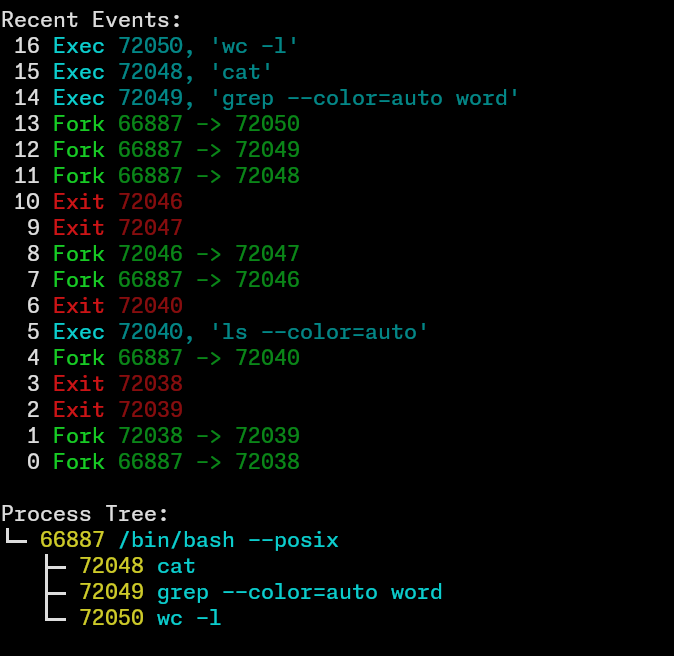 Recent Events:
16 Exec 72050, 'wc -l'
15 Exec 72048, 'cat'
14 Exec 72049, 'grep --color=auto word'
13 Fork 66887 -> 72050
12 Fork 66887 -> 72049
11 Fork 66887 -> 72048
10 Exit 72046
9 Exit 72047
8 Fork 72046 -> 72047
7 Fork 66887 -> 72046
6 Exit 72040
5 Exec 72040, 'ls --color=auto'
4 Fork 66887 -> 72040
3 Exit 72038
2 Exit 72039
1 Fork 72038 -> 72039
0 Fork 66887 -> 72038
Process Tree:
└─ 66887 /bin/bash --posix
├─ 72048 cat
├─ 72049 grep --color=auto word
└─ 72050 wc -l